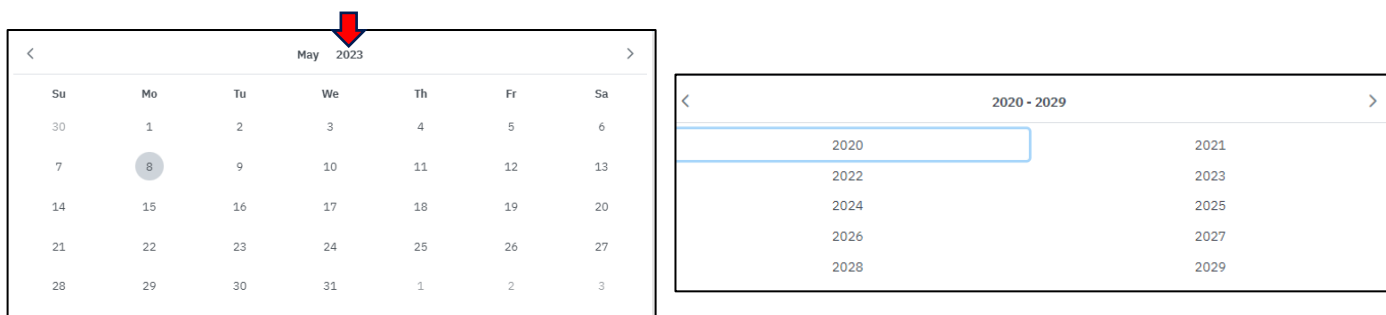 May 2023
Su Mo Tu We Th Fr Sa
30 1 2 3 4 5 6
7 8 9 10 11 12 13
14 15 16 17 18 19 20
21 22 23 24 25 26 27
28 29 30 31 1 2 3
2020 - 2029
2020 2021
2022 2023
2024 2025
2026 2027
2028 2029